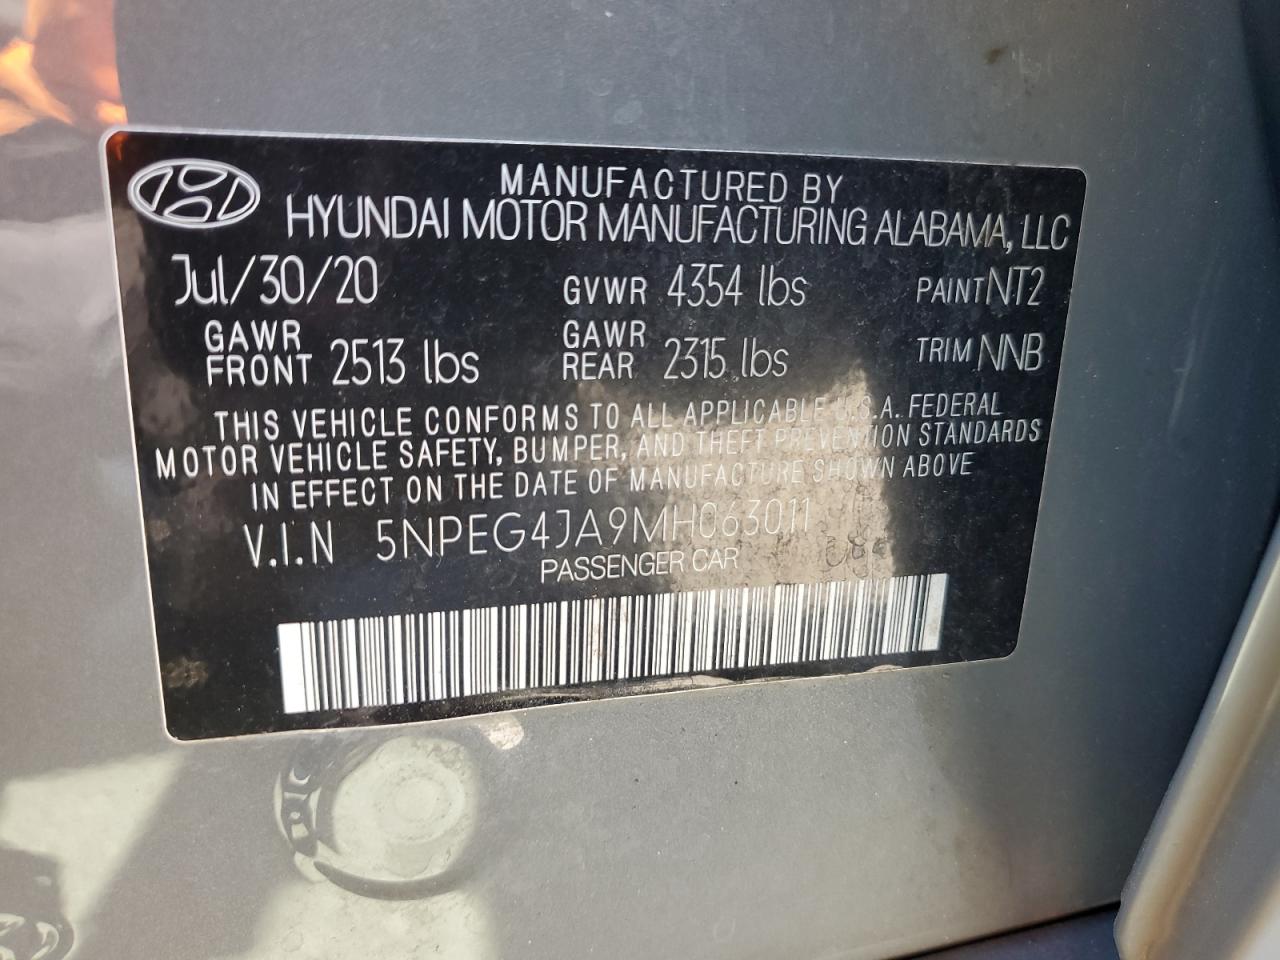 MANUFACTURED BY
HYUNDAI MOTOR MANUFACTURING ALABAMA, LLC
Jul/30/20 GVWR 4354 lbs PAINT NT2
GAWR FRONT 2513 lbs GAWR REAR 2315 lbs TRIM NNB
THIS VEHICLE CONFORMS TO ALL APPLICABLE U.S.A. FEDERAL
MOTOR VEHICLE SAFETY, BUMPER, AND THEFT PREVENTION STANDARDS
IN EFFECT ON THE DATE OF MANUFACTURE SHOWN ABOVE
V.I.N 5NPEG4JA9MH063011
PASSENGER CAR